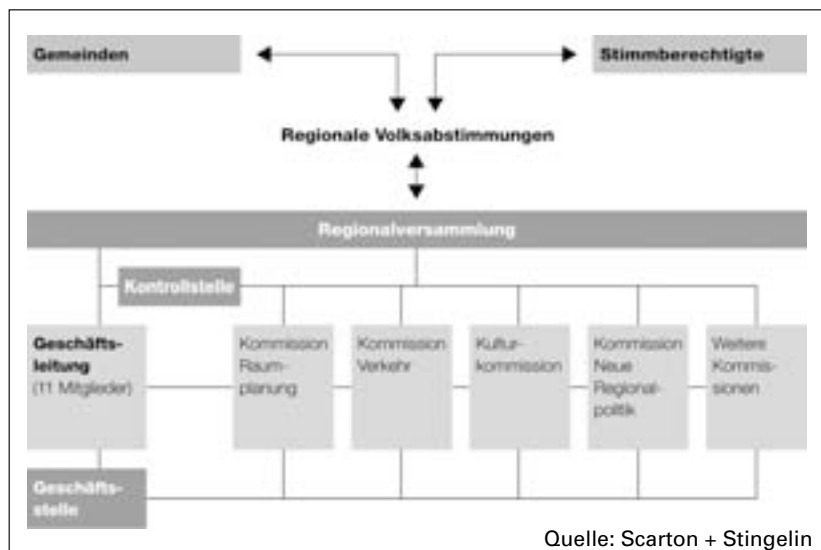 Gemeinden
Stimmberechtigte
Regionale Volksabstimmungen
Regionalversammlung
Kontrollstelle
Geschäfts-
leitung
(11 Mitglieder)
Kommission
Raum-
planung
Kommission
Verkehr
Kultur-
kommission
Kommission
Neue
Regional-
politik
Weitere
Kommis-
sionen
Geschäfts-
stelle
Quelle: Scarton + Stingelin